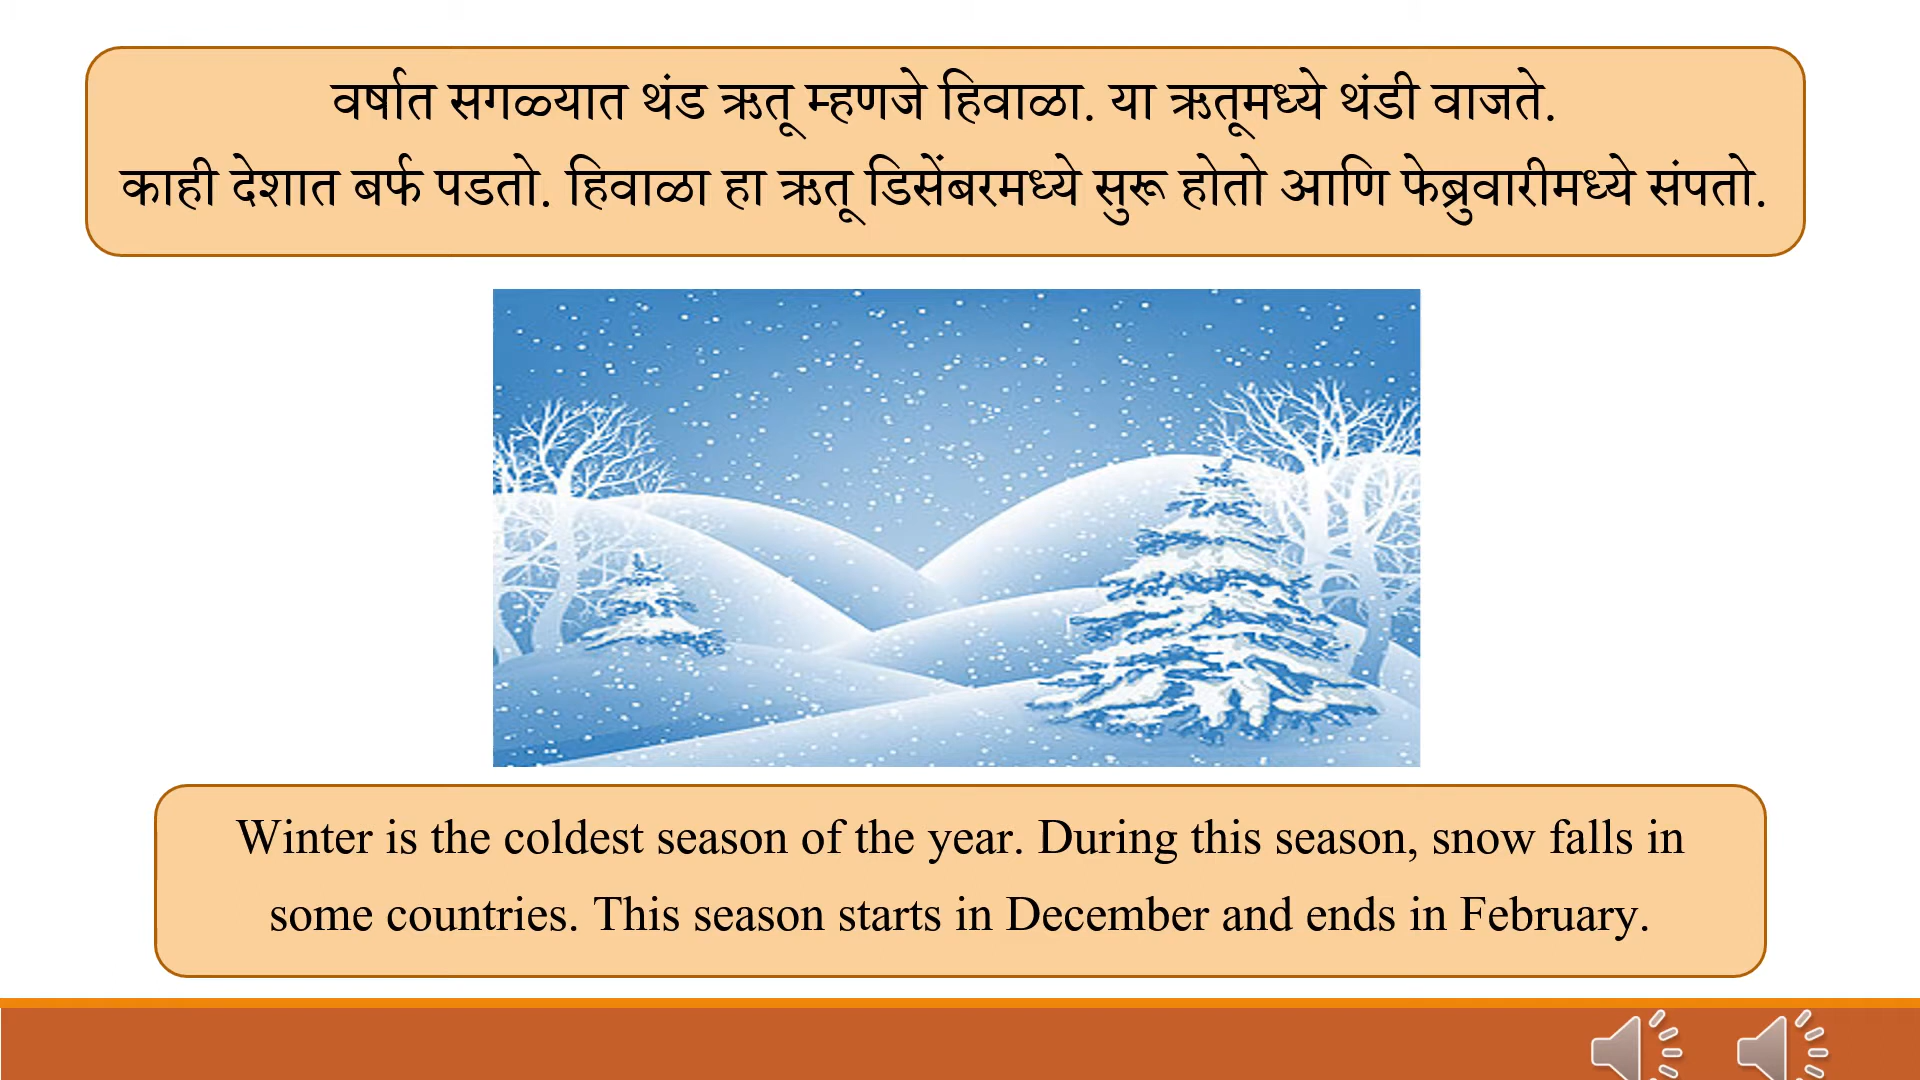 वर्षात सगळ्यात थंड ऋतू म्हणजे हिवाळा. या ऋतूमध्ये थंडी वाजते.
काही देशात बर्फ पडतो. हिवाळा हा ऋतू डिसेंबरमध्ये सुरू होतो आणि फेब्रुवारीमध्ये संपतो.
Winter is the coldest season of the year. During this season, snow falls in
some countries. This season starts in December and ends in February.